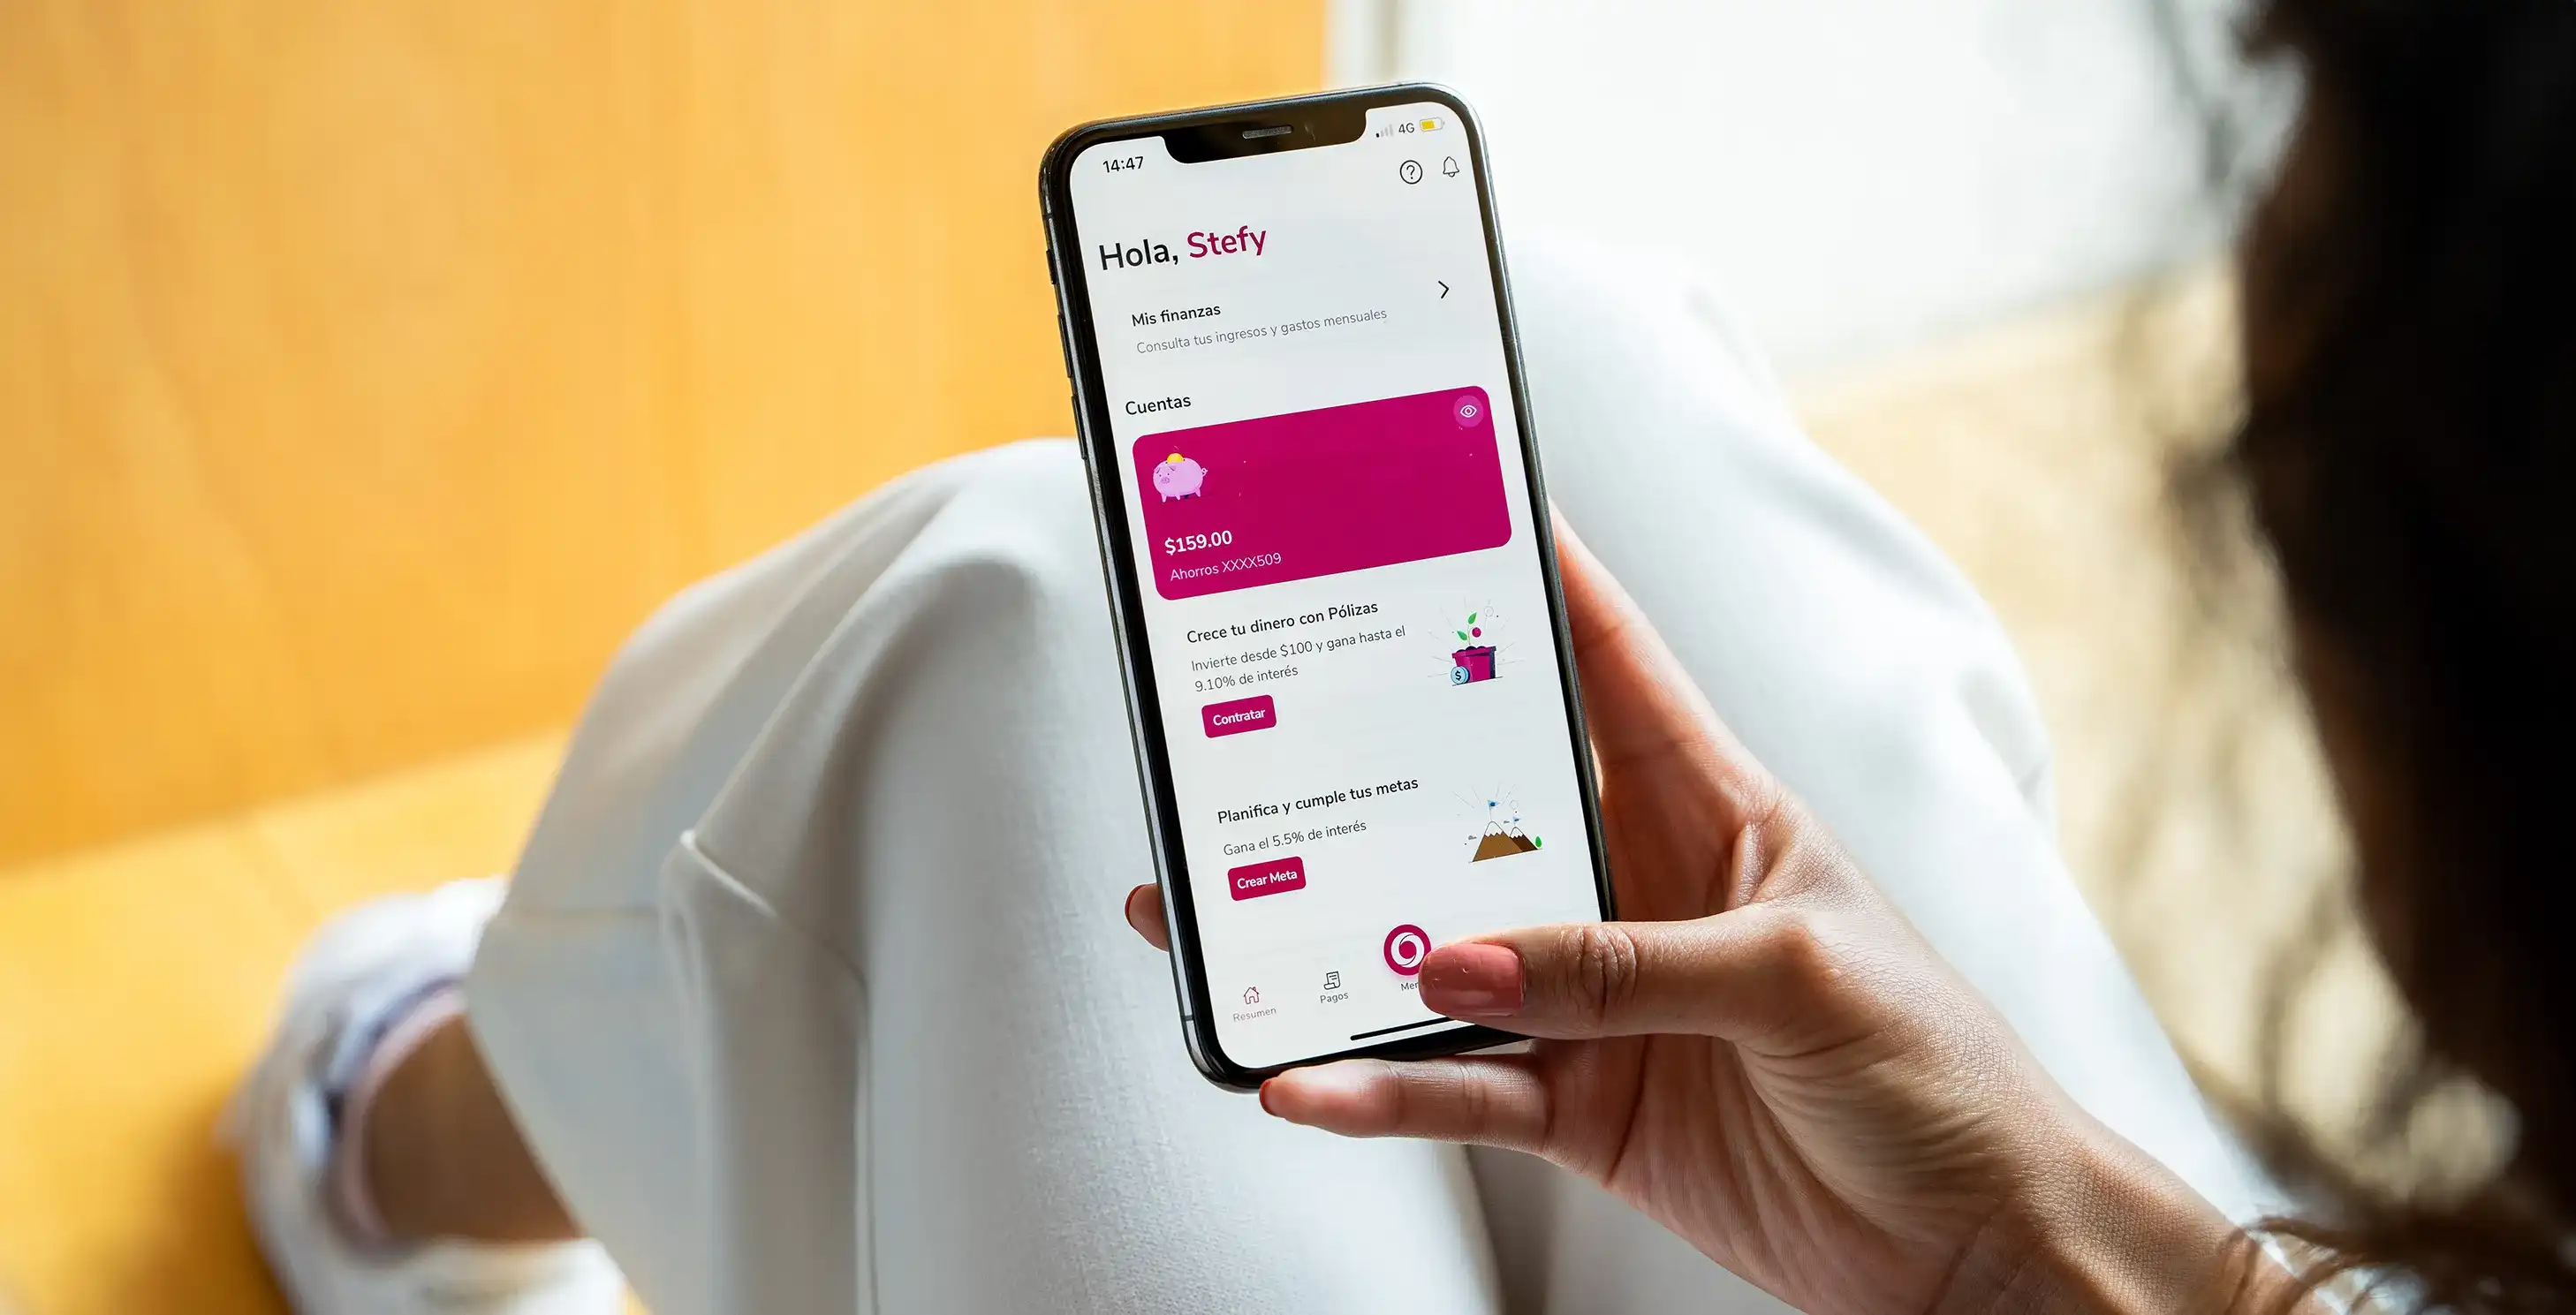 14:47
4G
Hola, Stefy
Mis finanzas
Consulta tus ingresos y gastos mensuales
Cuentas
$159.00
Ahorros XXXX509
Crece tu dinero con Pólizas
Invierte desde $100 y gana hasta el
9.10% de interés
Contratar
Planifica y cumple tus metas
Gana el 5.5% de interés
Crear Meta
Resumen
Pagos